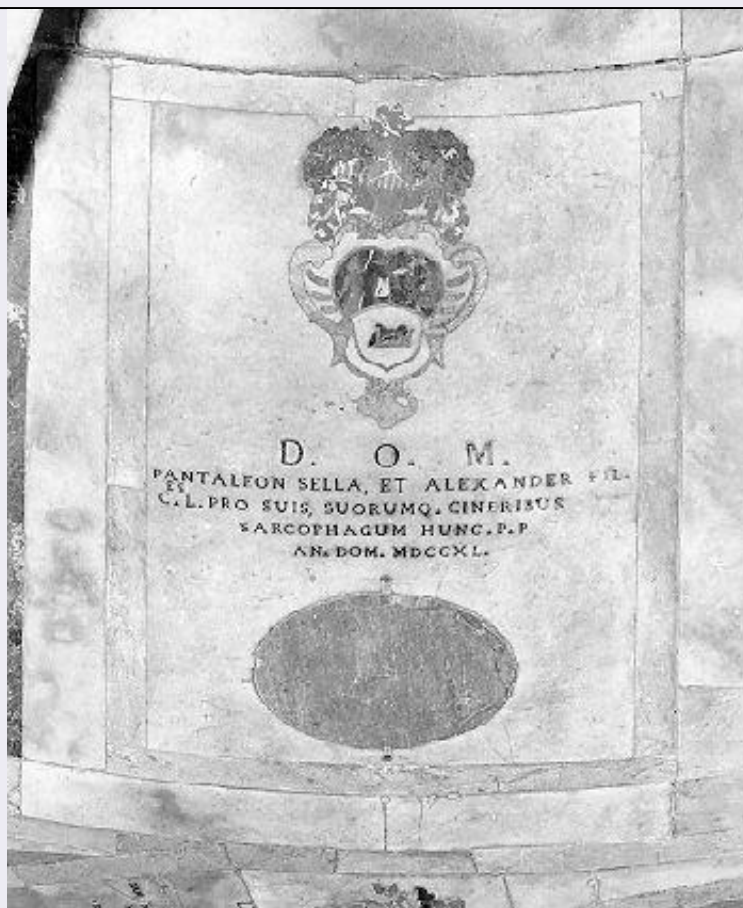 D. O. M.
PANTALEON SELLA, ET ALEXANDER FIL.
C.L. PRO SUIS, SUORUMQ. CINERIBUS
SARCOPHAGUM HUNC. P. P
AN. DOM. MDCCXL.